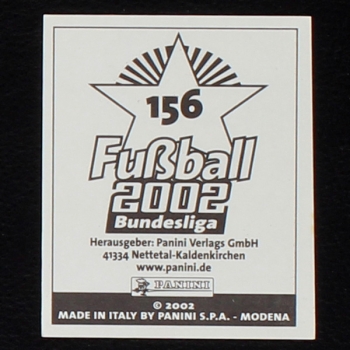 156
Fußball
2002
Bundesliga
Herausgeber: Panini Verlags GmbH
41334 Nettetal-Kaldenkirchen
www.panini.de
PANINI
© 2002
MADE IN ITALY BY PANINI S.P.A. - MODENA